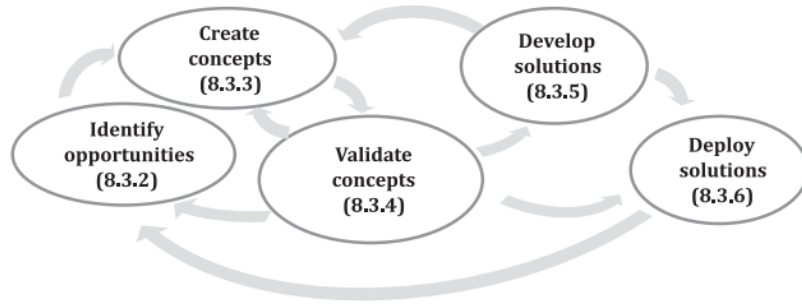 Create
concepts
(8.3.3)
Develop
solutions
(8.3.5)
Identify
opportunities
(8.3.2)
Validate
concepts
(8.3.4)
Deploy
solutions
(8.3.6)